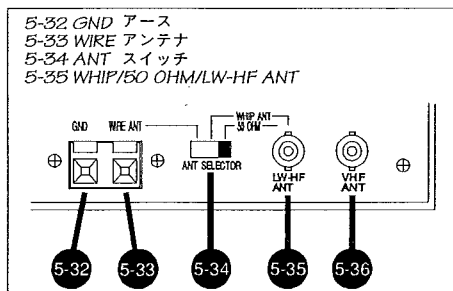 5-32 GND アース
5-33 WIRE アンテナ
5-34 ANT スイッチ
5-35 WHIP/50 OHM/LW-HF ANT
WHIP ANT
GND WIRE ANT 50 OHM
ANT SELECTOR
LW-HF ANT
VHF ANT
5-32 5-33 5-34 5-35 5-36